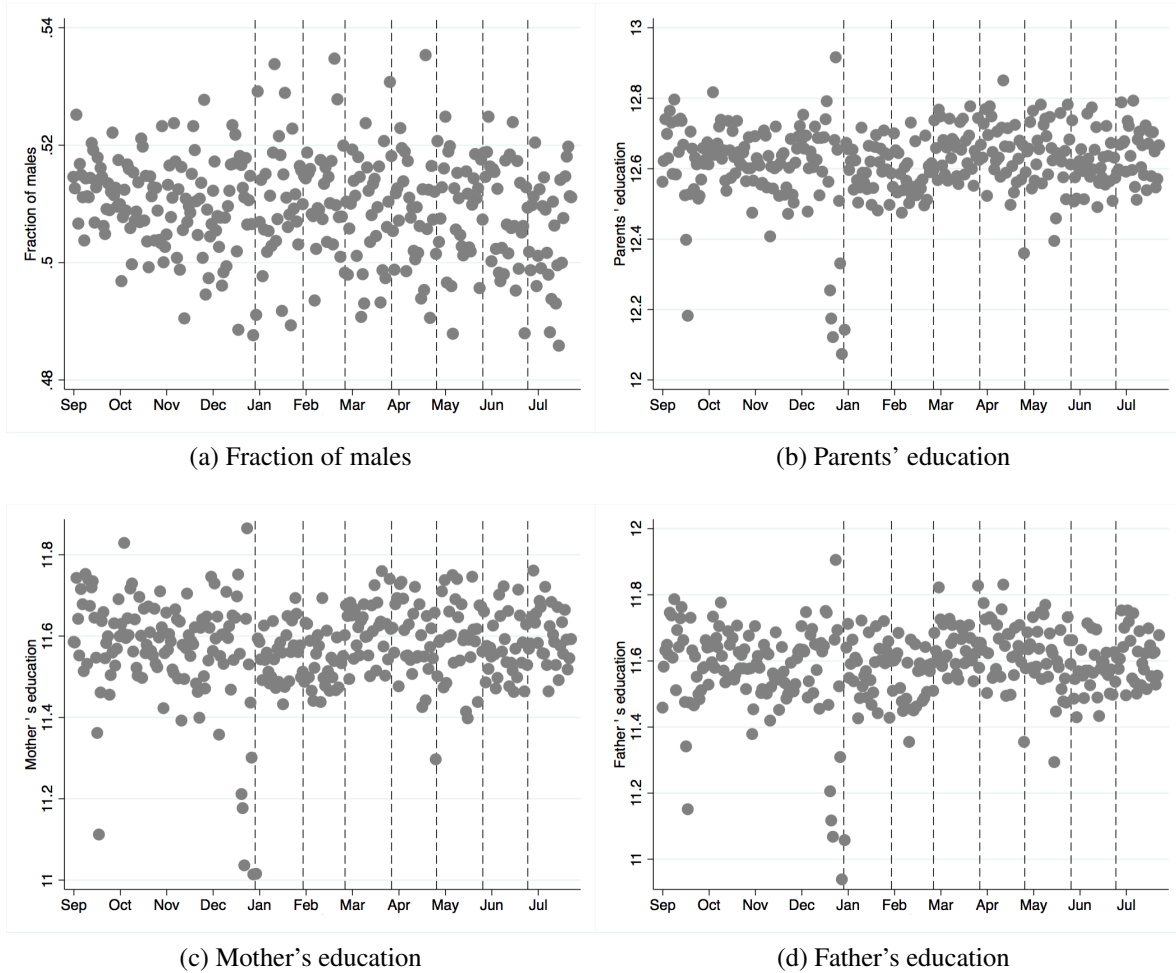 .54
.52
.5
.48
Fraction of males
Sep Oct Nov Dec Jan Feb Mar Apr May Jun Jul
(a) Fraction of males
13
12.8
12.6
12.4
12.2
12
Parents' education
Sep Oct Nov Dec Jan Feb Mar Apr May Jun Jul
(b) Parents’ education
11.8
11.6
11.4
11.2
11
Mother ' s education
Sep Oct Nov Dec Jan Feb Mar Apr May Jun Jul
(c) Mother’s education
12
11.8
11.6
11.4
11.2
11
Father ' s education
Sep Oct Nov Dec Jan Feb Mar Apr May Jun Jul
(d) Father’s education